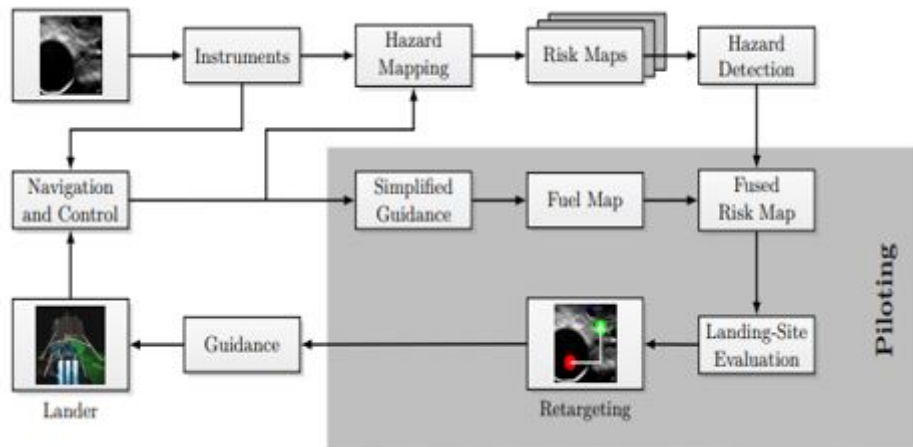 Instruments
Hazard
Mapping
Risk Maps
Hazard
Detection
Navigation
and Control
Simplified
Guidance
Fuel Map
Fused
Risk Map
Piloting
Guidance
Landing-Site
Evaluation
Lander
Retargeting